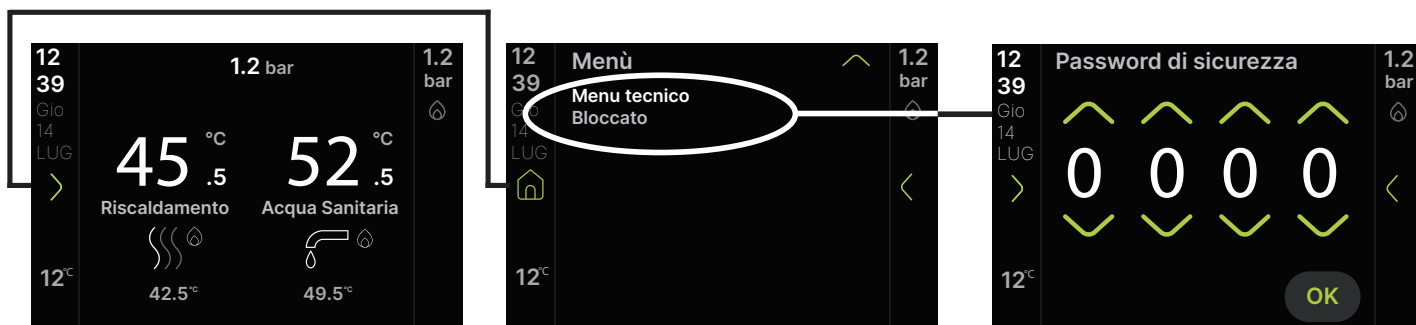 12
39
Gio
14
LUG
12°C
1.2 bar
45.5 °C
52.5 °C
Riscaldamento
Acqua Sanitaria
42.5°C
49.5°C
1.2
bar
12
39
Gio
14
LUG
12°C
Menù
Menu tecnico
Bloccato
1.2
bar
12
39
Gio
14
LUG
12°C
Password di sicurezza
0 0 0 0
OK
1.2
bar